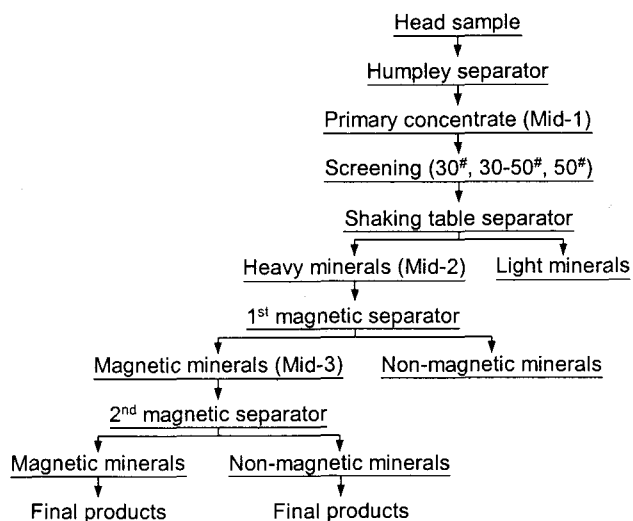 Head sample
Humpley separator
Primary concentrate (Mid-1)
Screening (30#, 30-50#, 50#)
Shaking table separator
Heavy minerals (Mid-2) Light minerals
1st magnetic separator
Magnetic minerals (Mid-3) Non-magnetic minerals
2nd magnetic separator
Magnetic minerals Non-magnetic minerals
Final products Final products